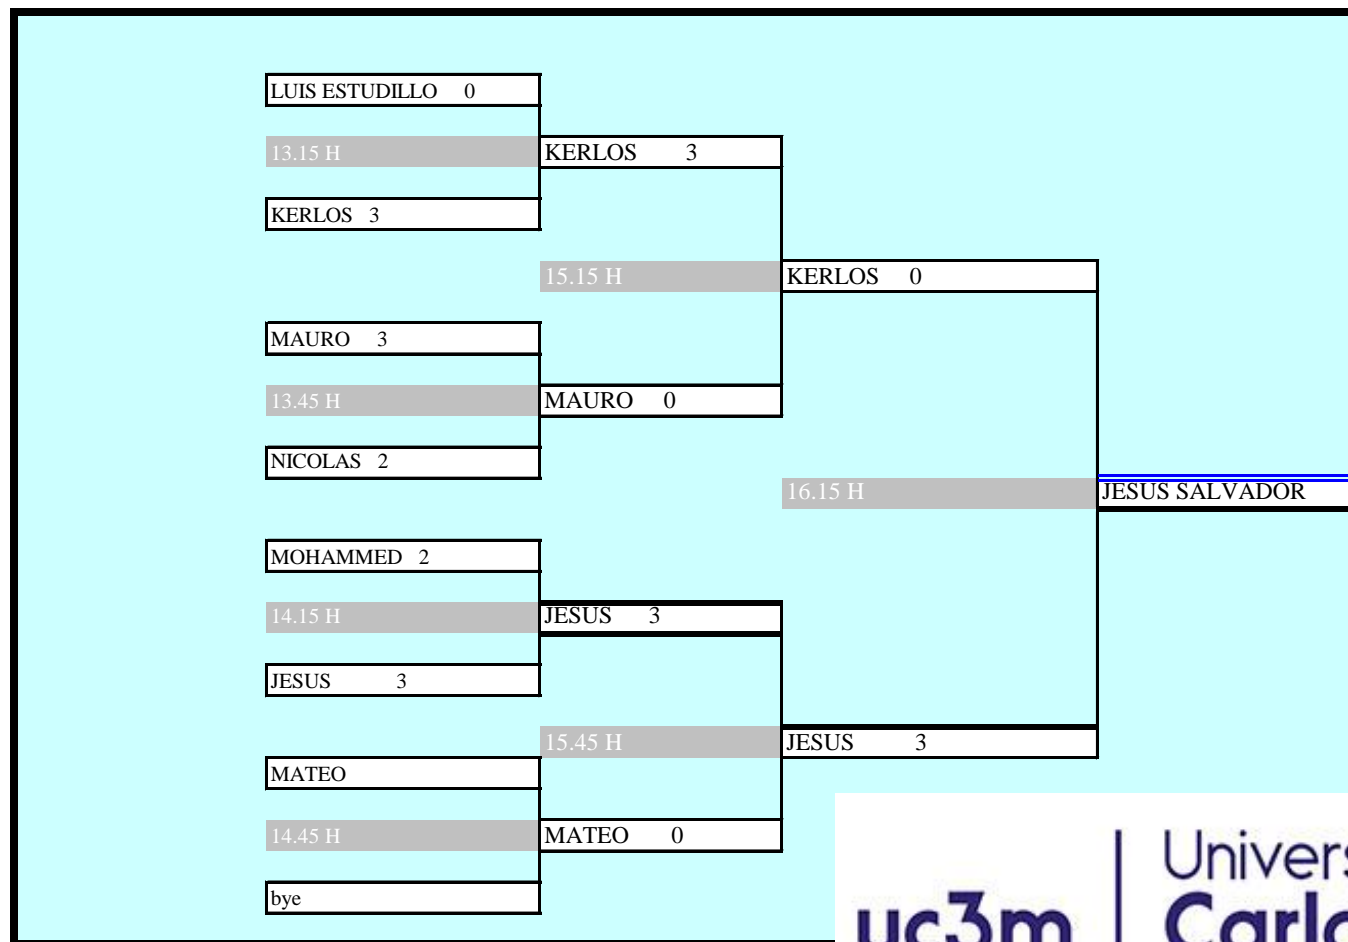 LUIS ESTUDILLO 0
13.15 H
KERLOS 3
KERLOS 3
15.15 H
KERLOS 0
MAURO 3
13.45 H
MAURO 0
NICOLAS 2
16.15 H
JESUS SALVADOR
MOHAMMED 2
14.15 H
JESUS 3
JESUS 3
15.45 H
JESUS 3
MATEO
14.45 H
MATEO 0
bye
uc3m
Univers
Carlo